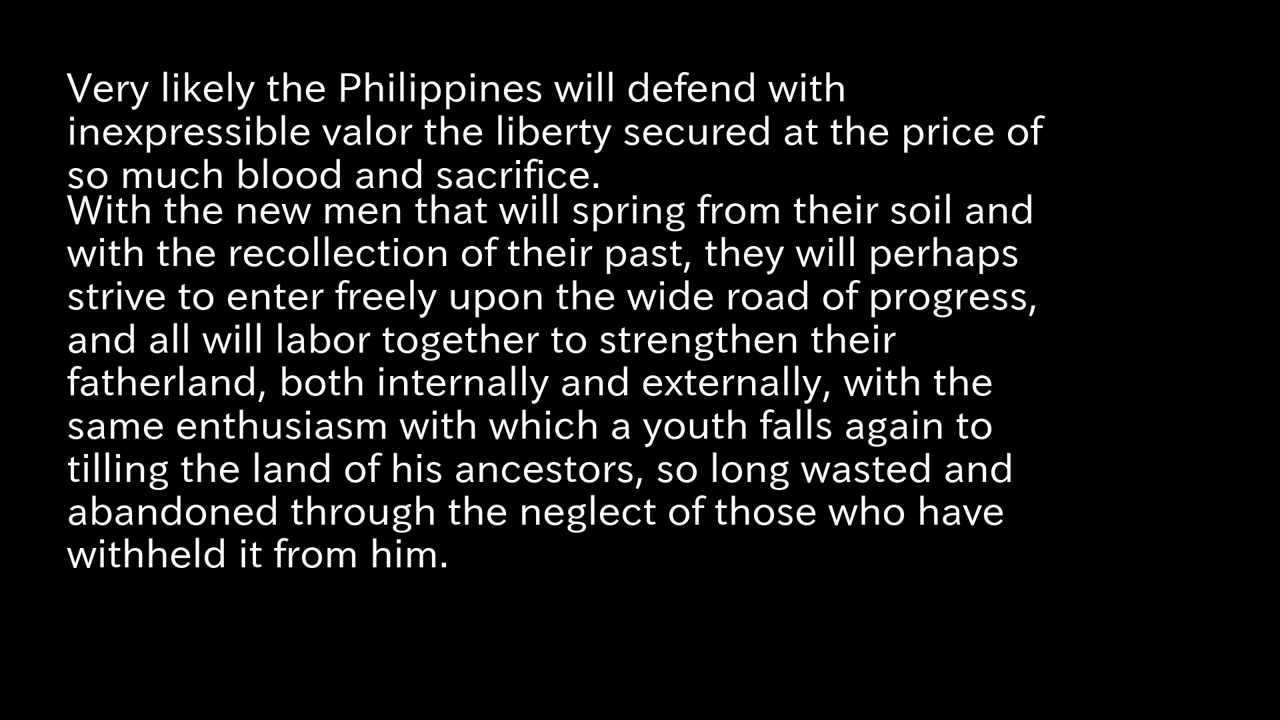 Very likely the Philippines will defend with
inexpressible valor the liberty secured at the price of
so much blood and sacrifice.
With the new men that will spring from their soil and
with the recollection of their past, they will perhaps
strive to enter freely upon the wide road of progress,
and all will labor together to strengthen their
fatherland, both internally and externally, with the
same enthusiasm with which a youth falls again to
tilling the land of his ancestors, so long wasted and
abandoned through the neglect of those who have
withheld it from him.